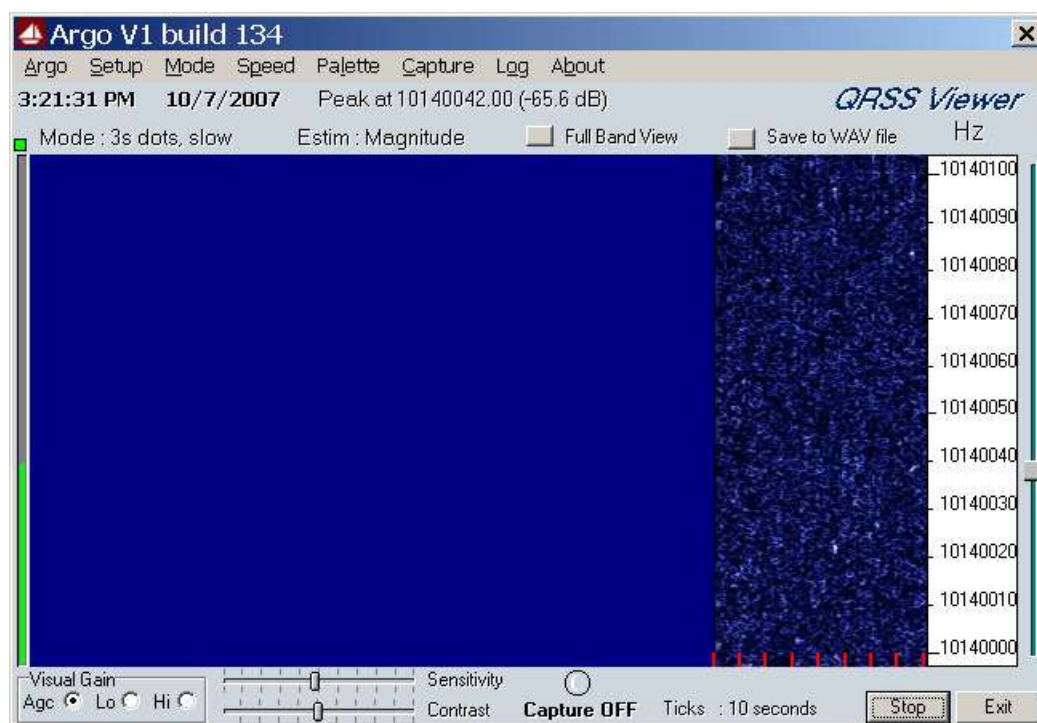 Argo V1 build 134
Argo Setup Mode Speed Palette Capture Log About
3:21:31 PM 10/7/2007 Peak at 10140042.00 (-65.6 dB) QRSS Viewer
Mode : 3s dots, slow Estim : Magnitude Full Band View Save to WAV file Hz
10140100
10140090
10140080
10140070
10140060
10140050
10140040
10140030
10140020
10140010
10140000
Visual Gain
Agc Lo Hi
Sensitivity
Contrast
Capture OFF Ticks : 10 seconds Stop Exit